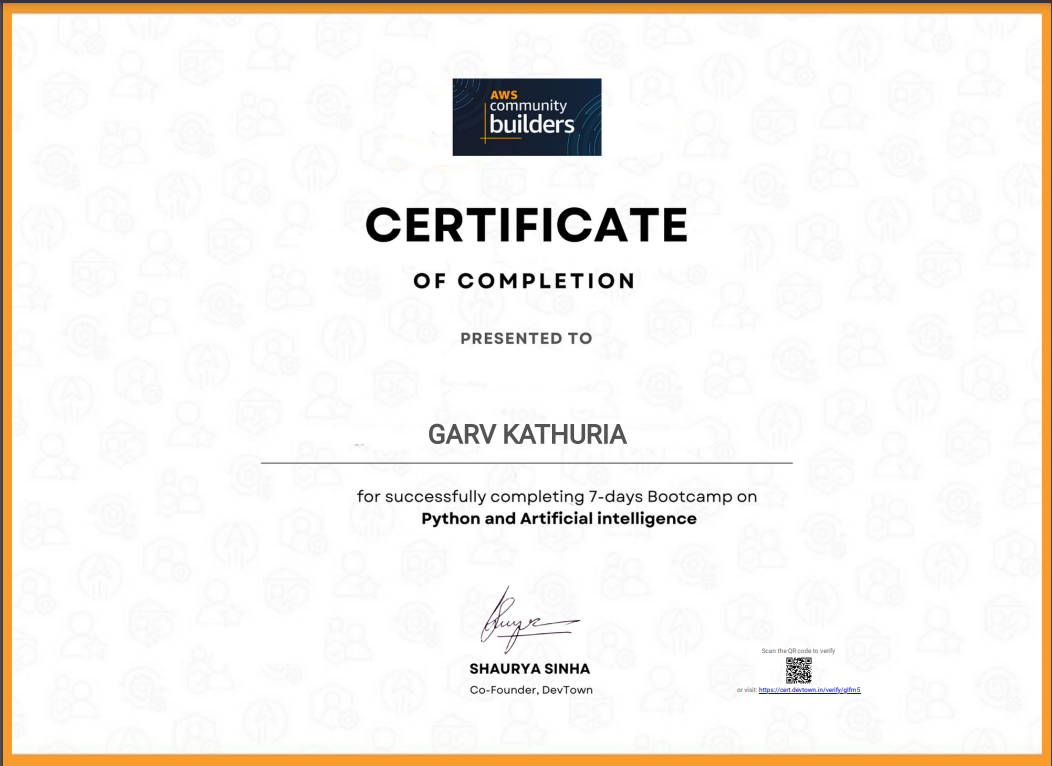 AWS
community
builders
CERTIFICATE
OF COMPLETION
PRESENTED TO
GARV KATHURIA
for successfully completing 7-days Bootcamp on
Python and Artificial intelligence
SHAURYA SINHA
Co-Founder, DevTown
Scan the QR code to verify
or visit: https://cert.devtown.in/verify/glfm5